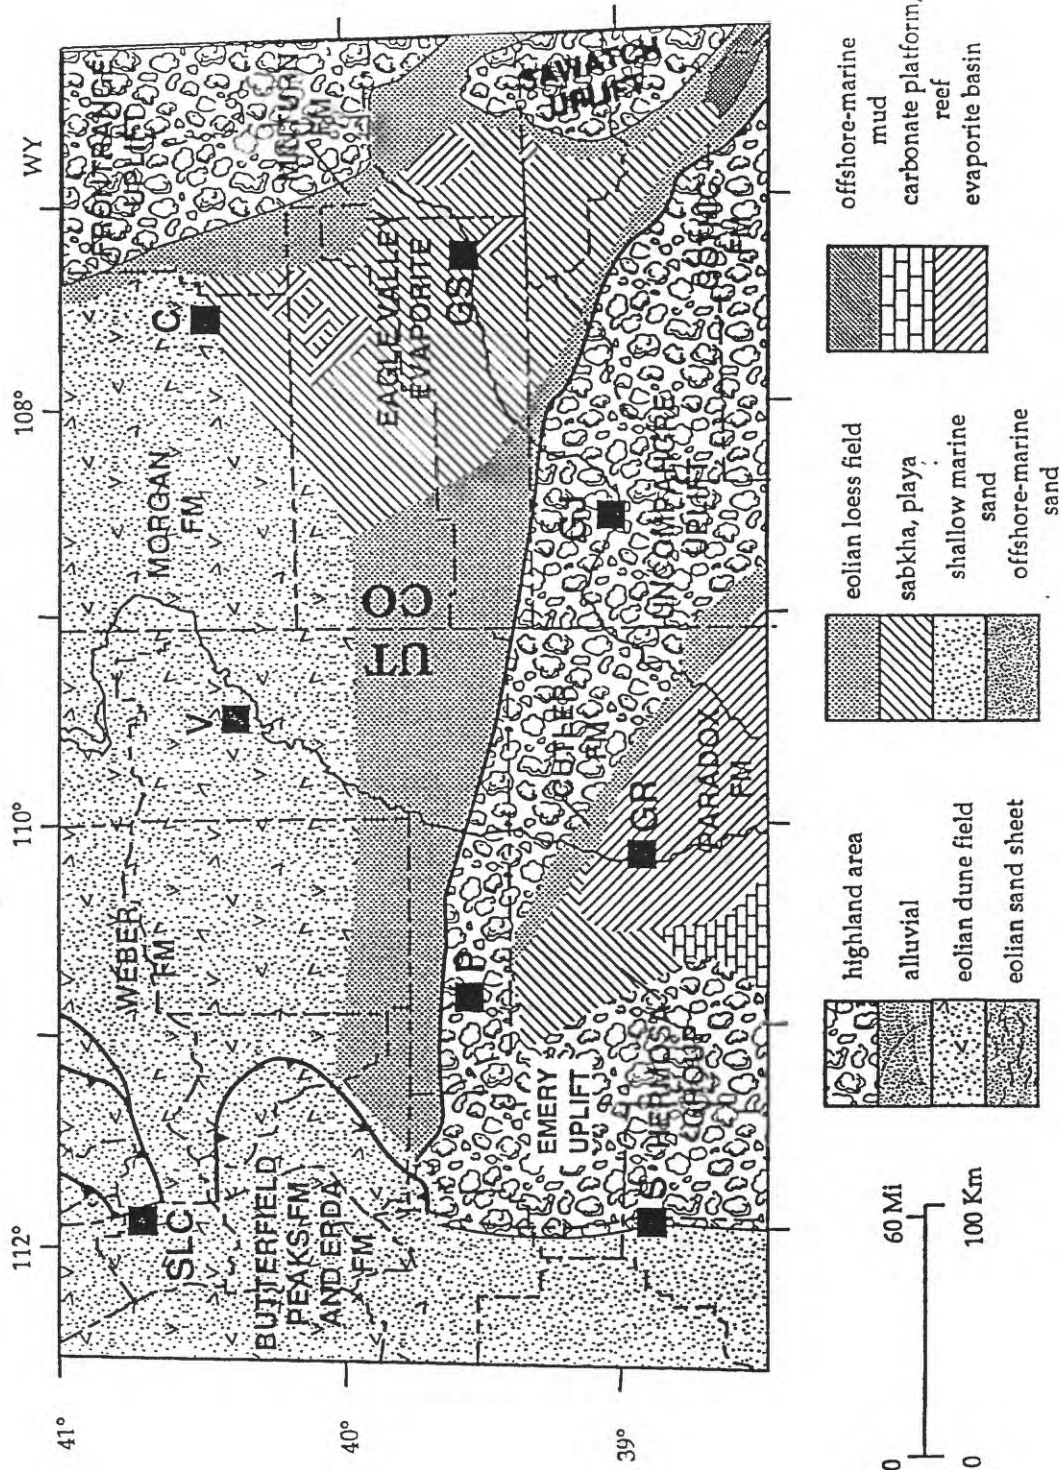 112°
110°
108°
WY
41°
40°
39°
SLC
BUTTERFIELD
PEAKS FM
AND ERDA
FM
WEBER
FM
V
MORGAN
FM
C
FRONTRANGE
MINTURN
FM
UT
CO
EAGLE VALLEY
EVAPORITE
GS
SAWATCH
UPLIFT
P
EMERY
UPLIFT
S
HERMOSA
GROUP
GR
PARADOX
FM
CUTLER
FM
GJ
UNCOMPAHGRE
UPLIFT
FM
0
60 Mi
0
100 Km
highland area
alluvial
eolian dune field
eolian sand sheet
eolian loess field
sabkha, playa
shallow marine
sand
offshore-marine
sand
offshore-marine
mud
carbonate platform,
reef
evaporite basin